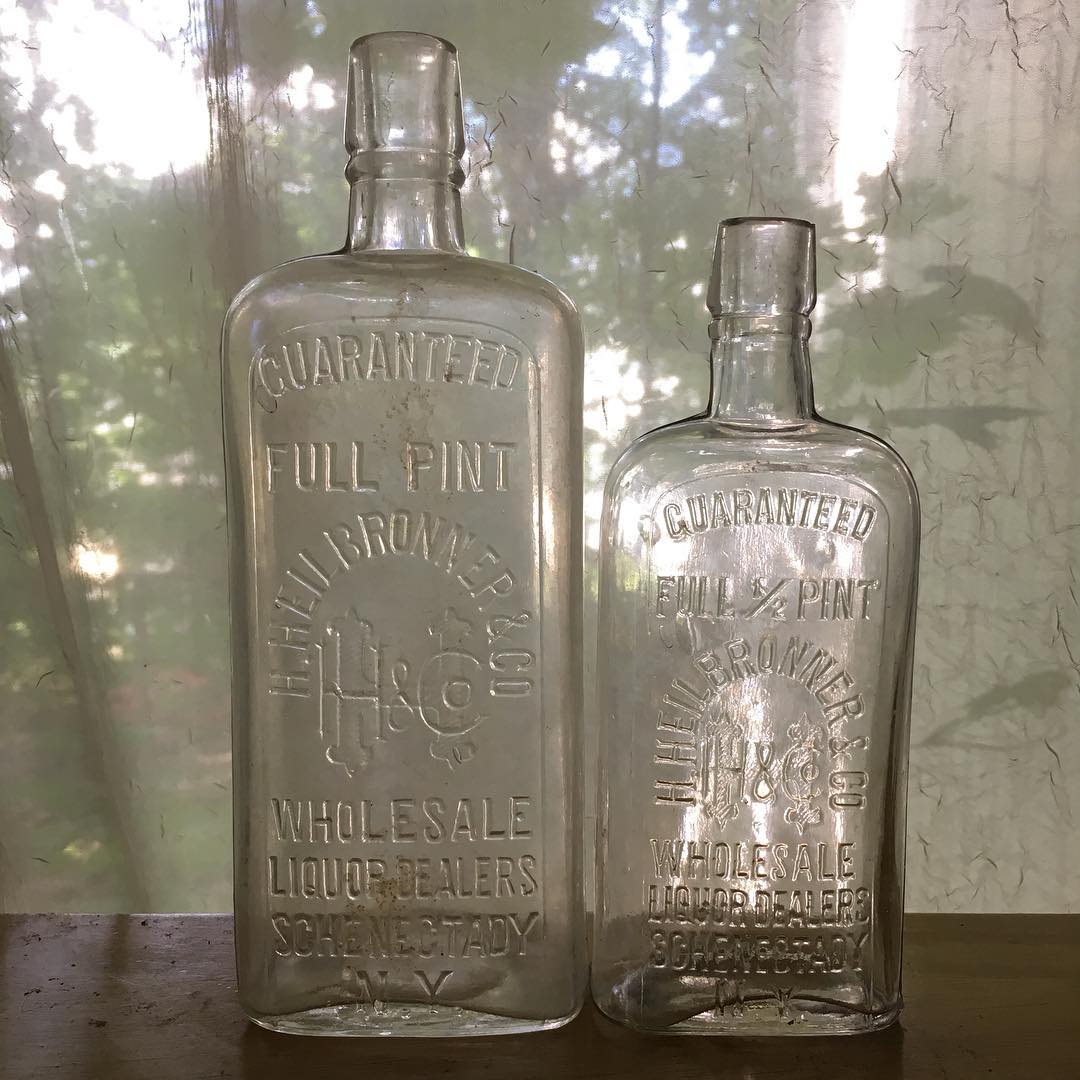 GUARANTEED
FULL PINT
H. HEILBRONNER & CO
H & Co
WHOLESALE
LIQUOR DEALERS
SCHENECTADY
N.Y.
GUARANTEED
FULL 1/2 PINT
H. HEILBRONNER & CO
H. & Co
WHOLESALE
LIQUOR DEALERS
SCHENECTADY
N.Y.